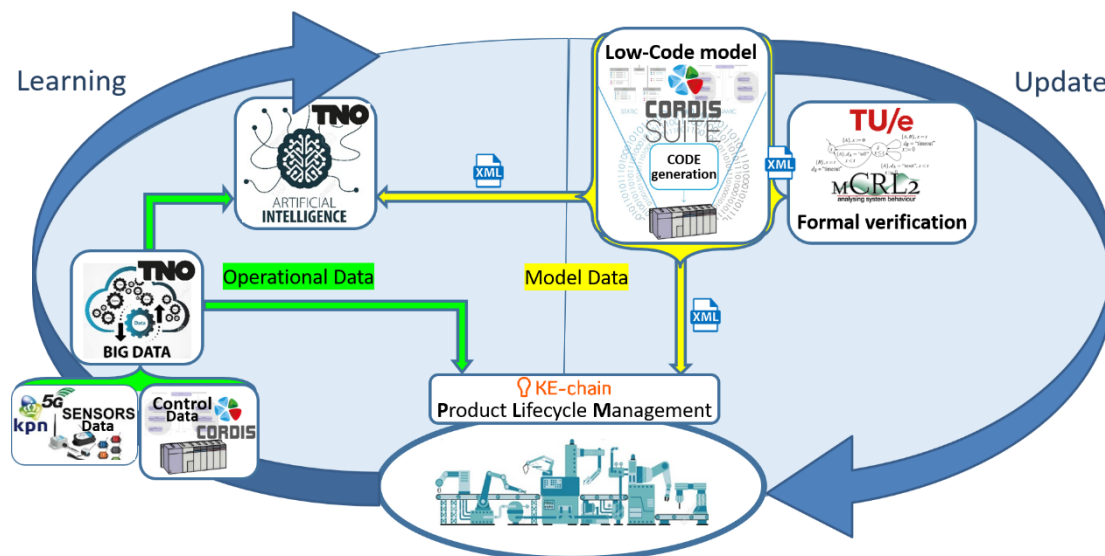 Learning
Update
Low-Code model
CORDIS
SUITE
CODE
generation
TNO
ARTIFICIAL
INTELLIGENCE
XML
XML
TU/e
mCRL2
analysing system behaviour
Formal verification
TNO
Data
BIG DATA
Operational Data
Model Data
XML
5G
kpn
SENSORS
Data
Control
Data
CORDIS
KE-chain
Product Lifecycle Management